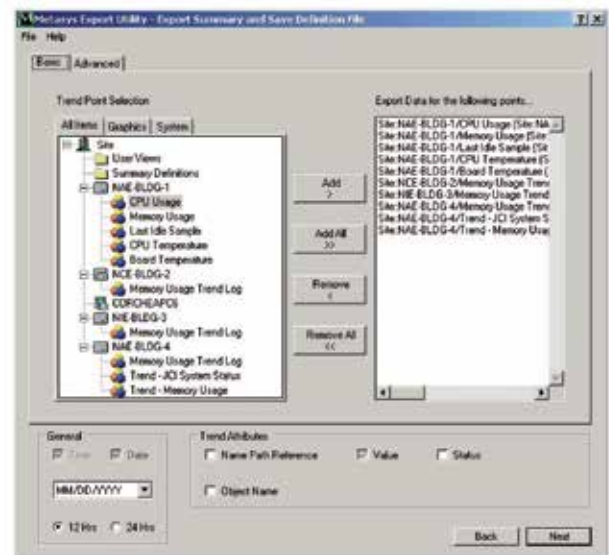 Metasys Export Utility - Export Summary and Save Definition File
File Help
Basic Advanced
Trend Point Selection
All Items Graphics System
Site
User Views
Summary Definitions
NAE-BLDG-1
CPU Usage
Memory Usage
Last Idle Sample
CPU Temperature
Board Temperature
NCE-BLDG-2
Memory Usage Trend Log
NIE-BLDG-3
Memory Usage Trend Log
NAE-BLDG-4
Memory Usage Trend Log
Trend - JCI System Status
Trend - Memory Usage
Add
>
Add All
>>
Remove
<
Remove All
<<
Export Data for the following points...
Site:NAE-BLDG-1/CPU Usage (Site:NA
Site:NAE-BLDG-1/Memory Usage (Site
Site:NAE-BLDG-1/Last Idle Sample (Sit
Site:NAE-BLDG-1/CPU Temperature (S
Site:NAE-BLDG-1/Board Temperature (
Site:NCE-BLDG-2/Memory Usage Tren
Site:NIE-BLDG-3/Memory Usage Trend
Site:NAE-BLDG-4/Memory Usage Tren
Site:NAE-BLDG-4/Trend - JCI System S
Site:NAE-BLDG-4/Trend - Memory Usa
General
Time Date
MM/DD/YYYY
12 Hrs 24 Hrs
Trend Attributes
Name Path Reference Value Status
Object Name
Back Next